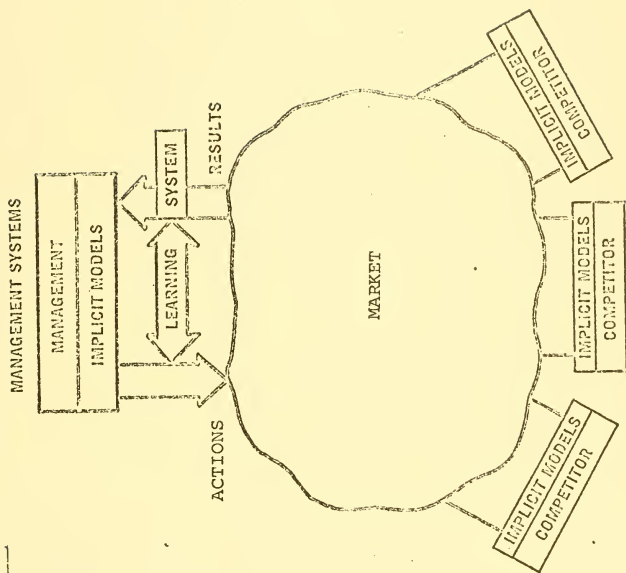 MANAGEMENT SYSTEMS
MANAGEMENT
IMPLICIT MODELS
LEARNING
SYSTEM
ACTIONS
RESULTS
MARKET
IMPLICIT MODELS
COMPETITOR
IMPLICIT MODELS
COMPETITOR
IMPLICIT MODELS
COMPETITOR